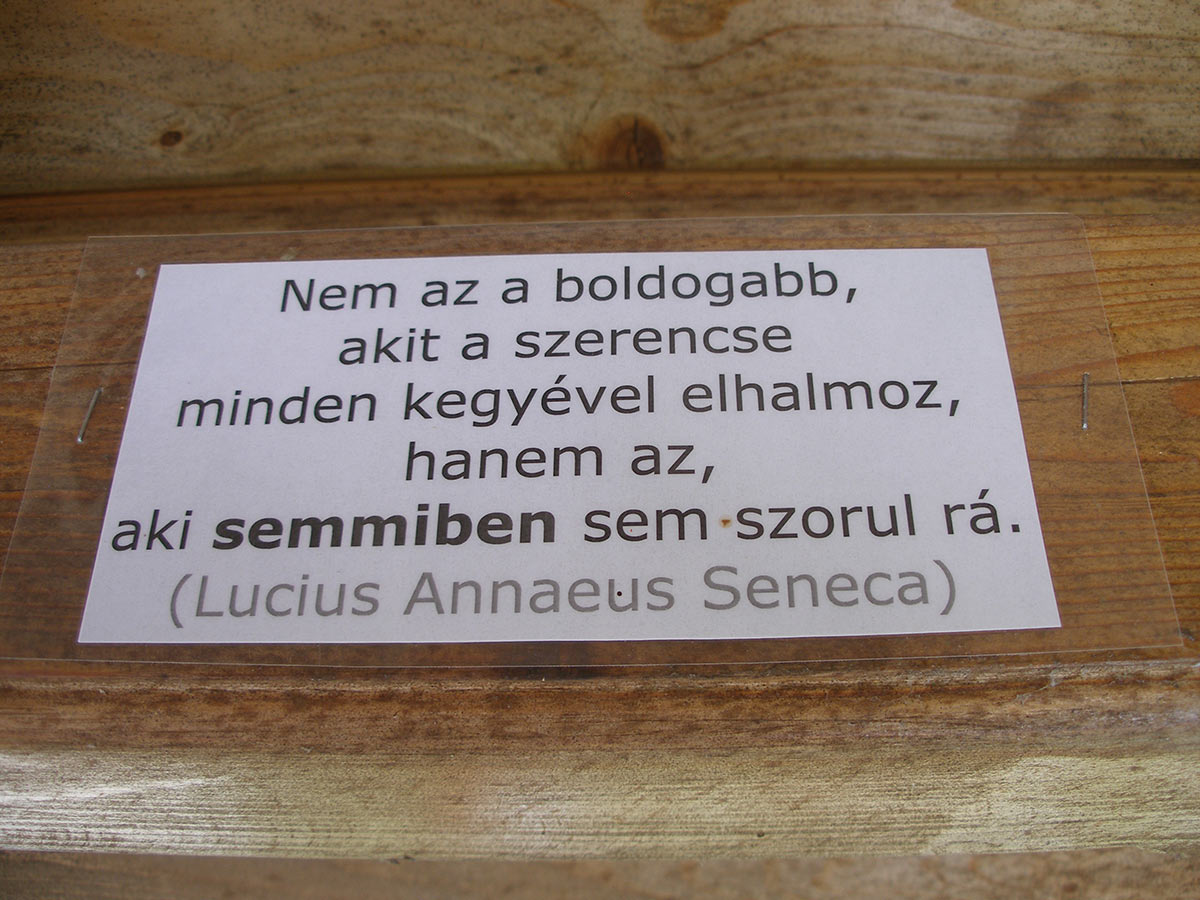 Nem az a boldogabb,
akit a szerencse
minden kegyével elhalmoz,
hanem az,
aki semmiben sem szorul rá.
(Lucius Annaeus Seneca)